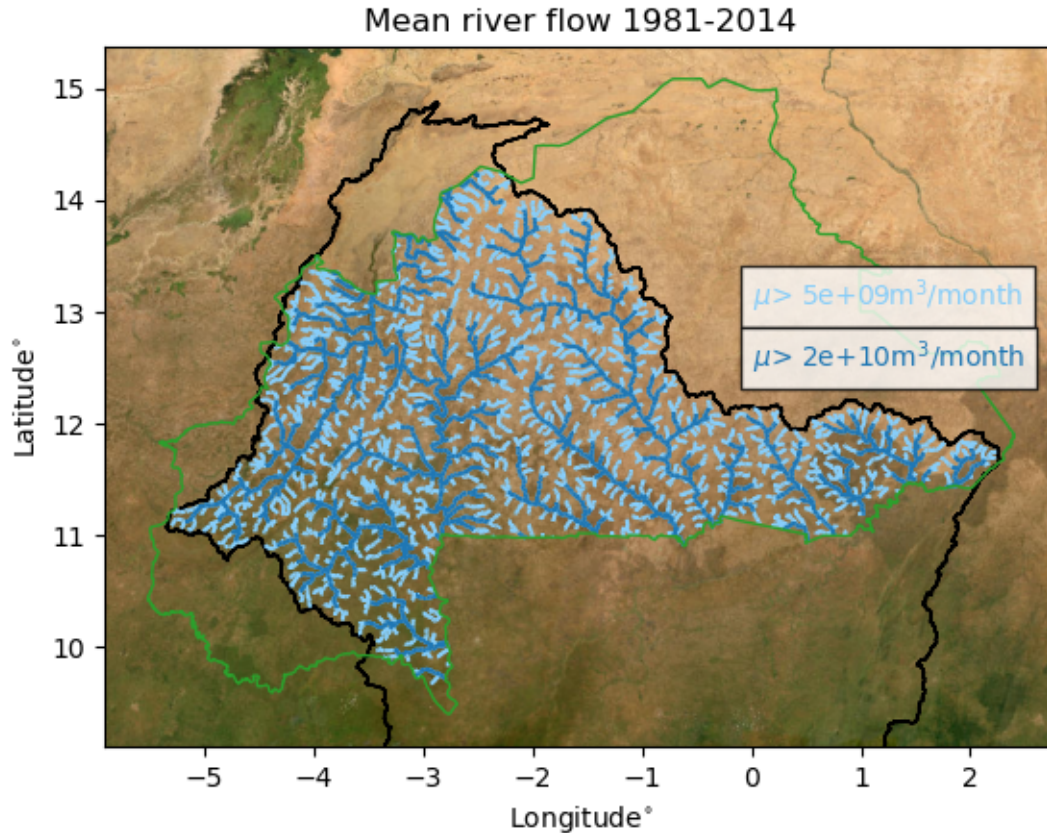 Mean river flow 1981-2014
15
14
13
12
11
10
Latitude°
μ> 5e+09m³/month
μ> 2e+10m³/month
−5
−4
−3
−2
−1
0
1
2
Longitude°